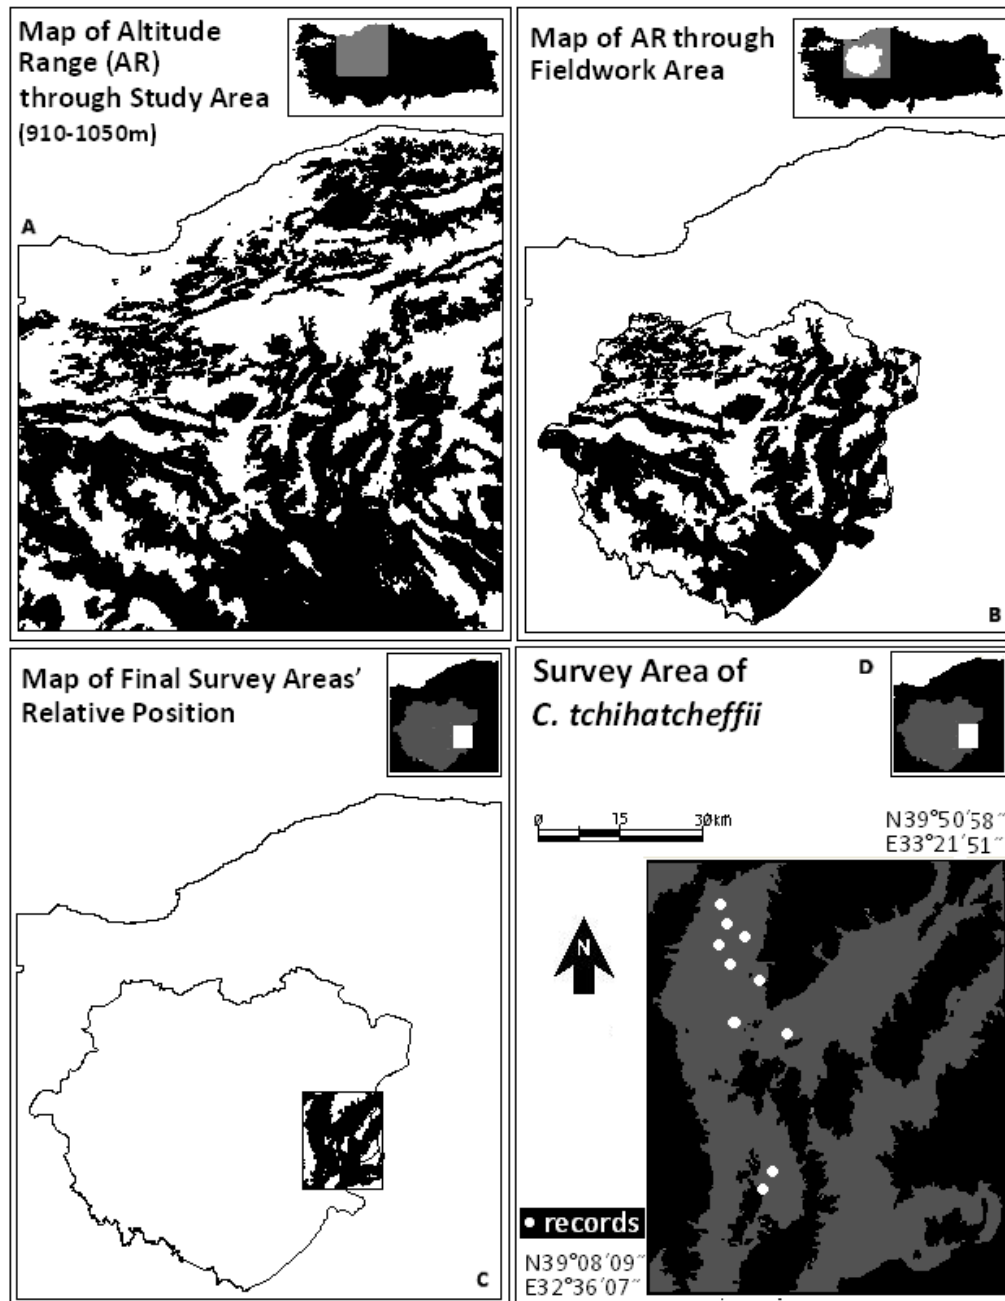 Map of Altitude
Range (AR)
through Study Area
(910-1050m)
A
Map of AR through
Fieldwork Area
B
Map of Final Survey Areas’
Relative Position
C
Survey Area of
C. tchihatcheffii
D
0 15 30km
N39°50′58″
E33°21′51″
N
• records
N39°08′09″
E32°36′07″